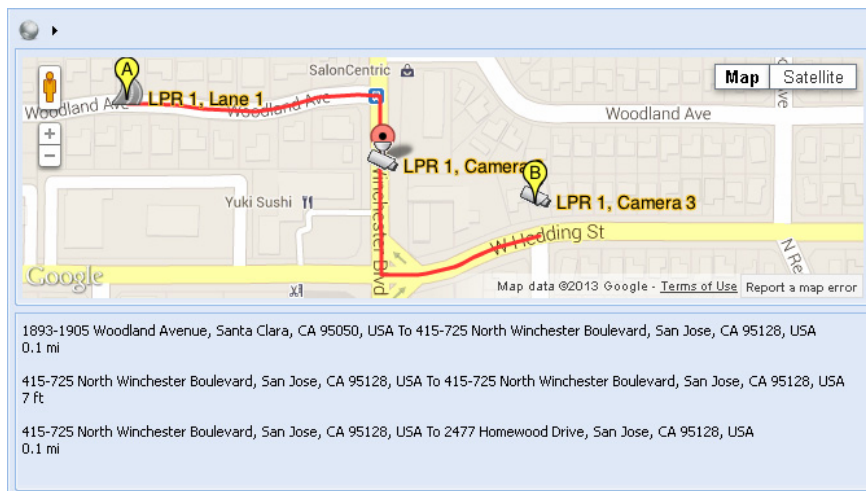 A
SalonCentric
Map
Satellite
Woodland Ave
LPR 1, Lane 1
Woodland Ave
Woodland Ave
Ave
+
−
LPR 1, Camera
B
LPR 1, Camera 3
Yuki Sushi
Winchester Blvd
W Hedding St
N Re
Google
Map data ©2013 Google - Terms of Use
Report a map error
1893-1905 Woodland Avenue, Santa Clara, CA 95050, USA To 415-725 North Winchester Boulevard, San Jose, CA 95128, USA
0.1 mi
415-725 North Winchester Boulevard, San Jose, CA 95128, USA To 415-725 North Winchester Boulevard, San Jose, CA 95128, USA
7 ft
415-725 North Winchester Boulevard, San Jose, CA 95128, USA To 2477 Homewood Drive, San Jose, CA 95128, USA
0.1 mi